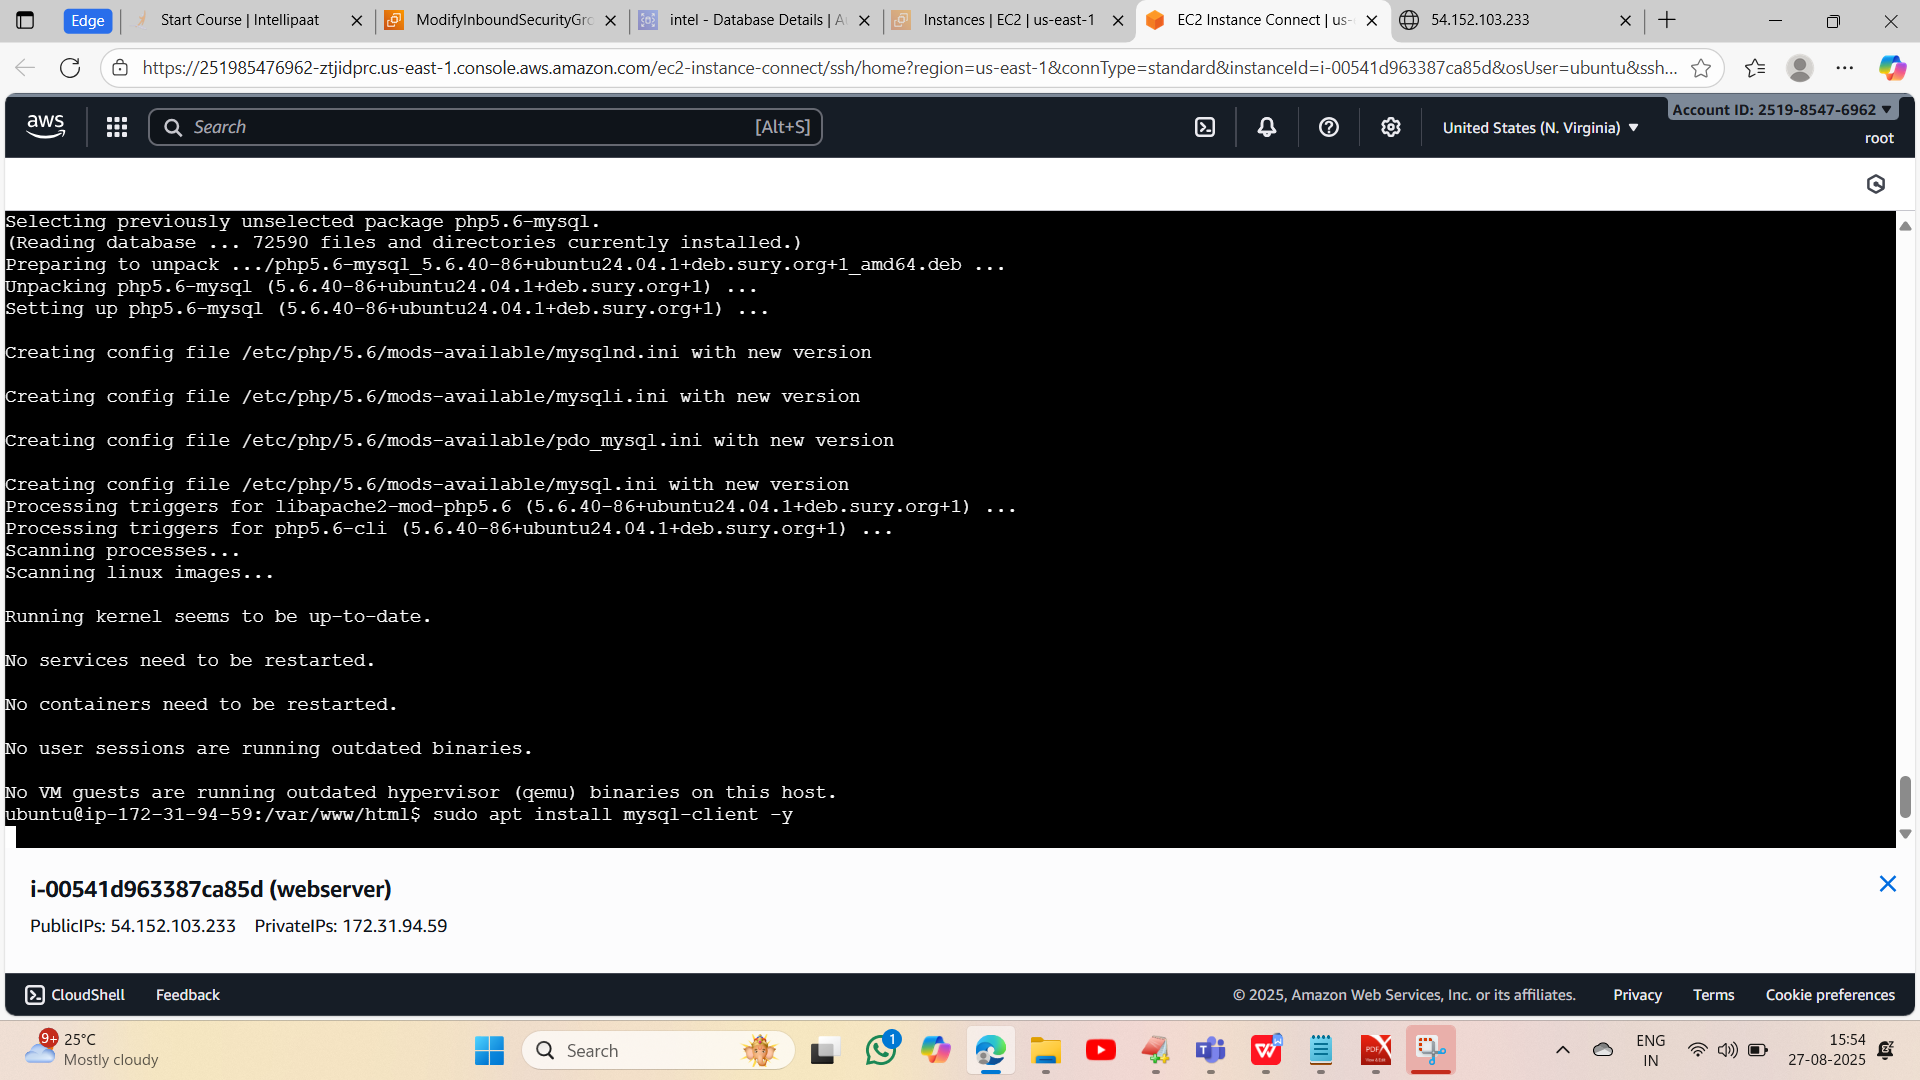 Edge
Start Course | Intellipaat
ModifyInboundSecurityGro
intel - Database Details | A
Instances | EC2 | us-east-1
EC2 Instance Connect | us-
54.152.103.233
https://251985476962-ztjidprc.us-east-1.console.aws.amazon.com/ec2-instance-connect/ssh/home?region=us-east-1&connType=standard&instanceId=i-00541d963387ca85d&osUser=ubuntu&ssh...
aws
Search
[Alt+S]
United States (N. Virginia)
Account ID: 2519-8547-6962
root
Selecting previously unselected package php5.6-mysql.
(Reading database ... 72590 files and directories currently installed.)
Preparing to unpack .../php5.6-mysql_5.6.40-86+ubuntu24.04.1+deb.sury.org+1_amd64.deb ...
Unpacking php5.6-mysql (5.6.40-86+ubuntu24.04.1+deb.sury.org+1) ...
Setting up php5.6-mysql (5.6.40-86+ubuntu24.04.1+deb.sury.org+1) ...
Creating config file /etc/php/5.6/mods-available/mysqlnd.ini with new version
Creating config file /etc/php/5.6/mods-available/mysqli.ini with new version
Creating config file /etc/php/5.6/mods-available/pdo_mysql.ini with new version
Creating config file /etc/php/5.6/mods-available/mysql.ini with new version
Processing triggers for libapache2-mod-php5.6 (5.6.40-86+ubuntu24.04.1+deb.sury.org+1) ...
Processing triggers for php5.6-cli (5.6.40-86+ubuntu24.04.1+deb.sury.org+1) ...
Scanning processes...
Scanning linux images...
Running kernel seems to be up-to-date.
No services need to be restarted.
No containers need to be restarted.
No user sessions are running outdated binaries.
No VM guests are running outdated hypervisor (qemu) binaries on this host.
ubuntu@ip-172-31-94-59:/var/www/html$ sudo apt install mysql-client -y
i-00541d963387ca85d (webserver)
PublicIPs: 54.152.103.233 PrivateIPs: 172.31.94.59
CloudShell
Feedback
© 2025, Amazon Web Services, Inc. or its affiliates.
Privacy
Terms
Cookie preferences
9+
25°C
Mostly cloudy
Search
1
ENG
IN
15:54
27-08-2025